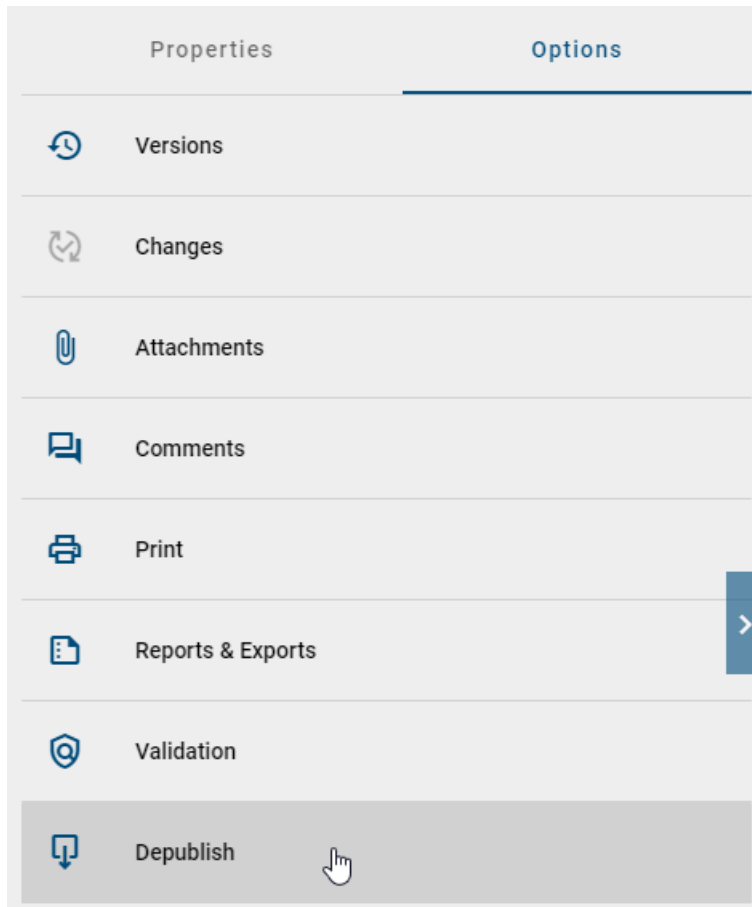 Properties
Options
Versions
Changes
Attachments
Comments
Print
Reports & Exports
Validation
Depublish